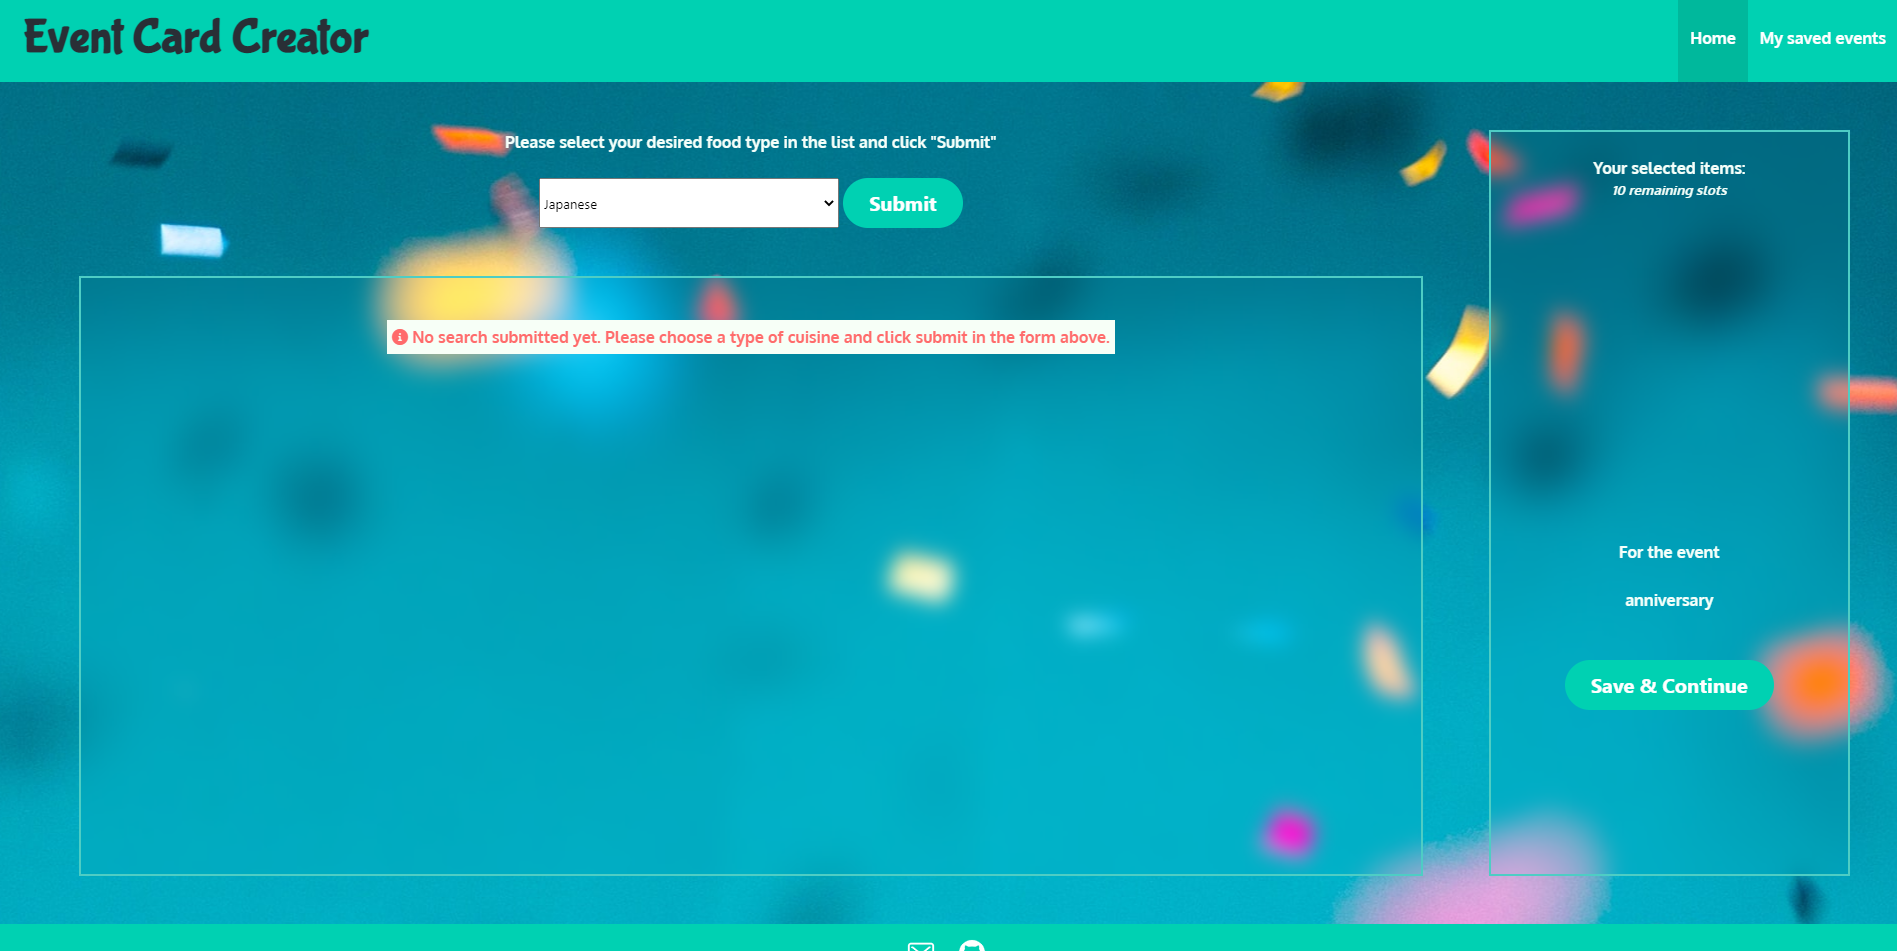 Event Card Creator
Home
My saved events
Please select your desired food type in the list and click "Submit"
Japanese
Submit
No search submitted yet. Please choose a type of cuisine and click submit in the form above.
Your selected items:
10 remaining slots
For the event
anniversary
Save & Continue